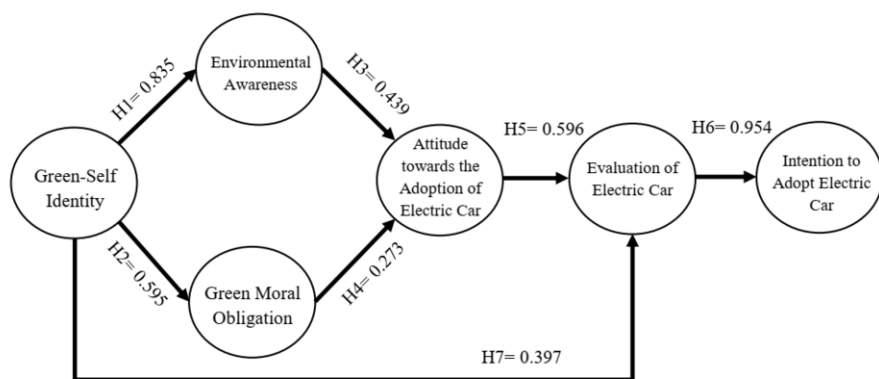 Environmental
Awareness
H1= 0.835
H3= 0.439
Green-Self
Identity
Attitude
towards the
Adoption of
Electric Car
H5= 0.596
Evaluation of
Electric Car
H6= 0.954
Intention to
Adopt Electric
Car
H2= 0.595
Green Moral
Obligation
H4= 0.273
H7= 0.397